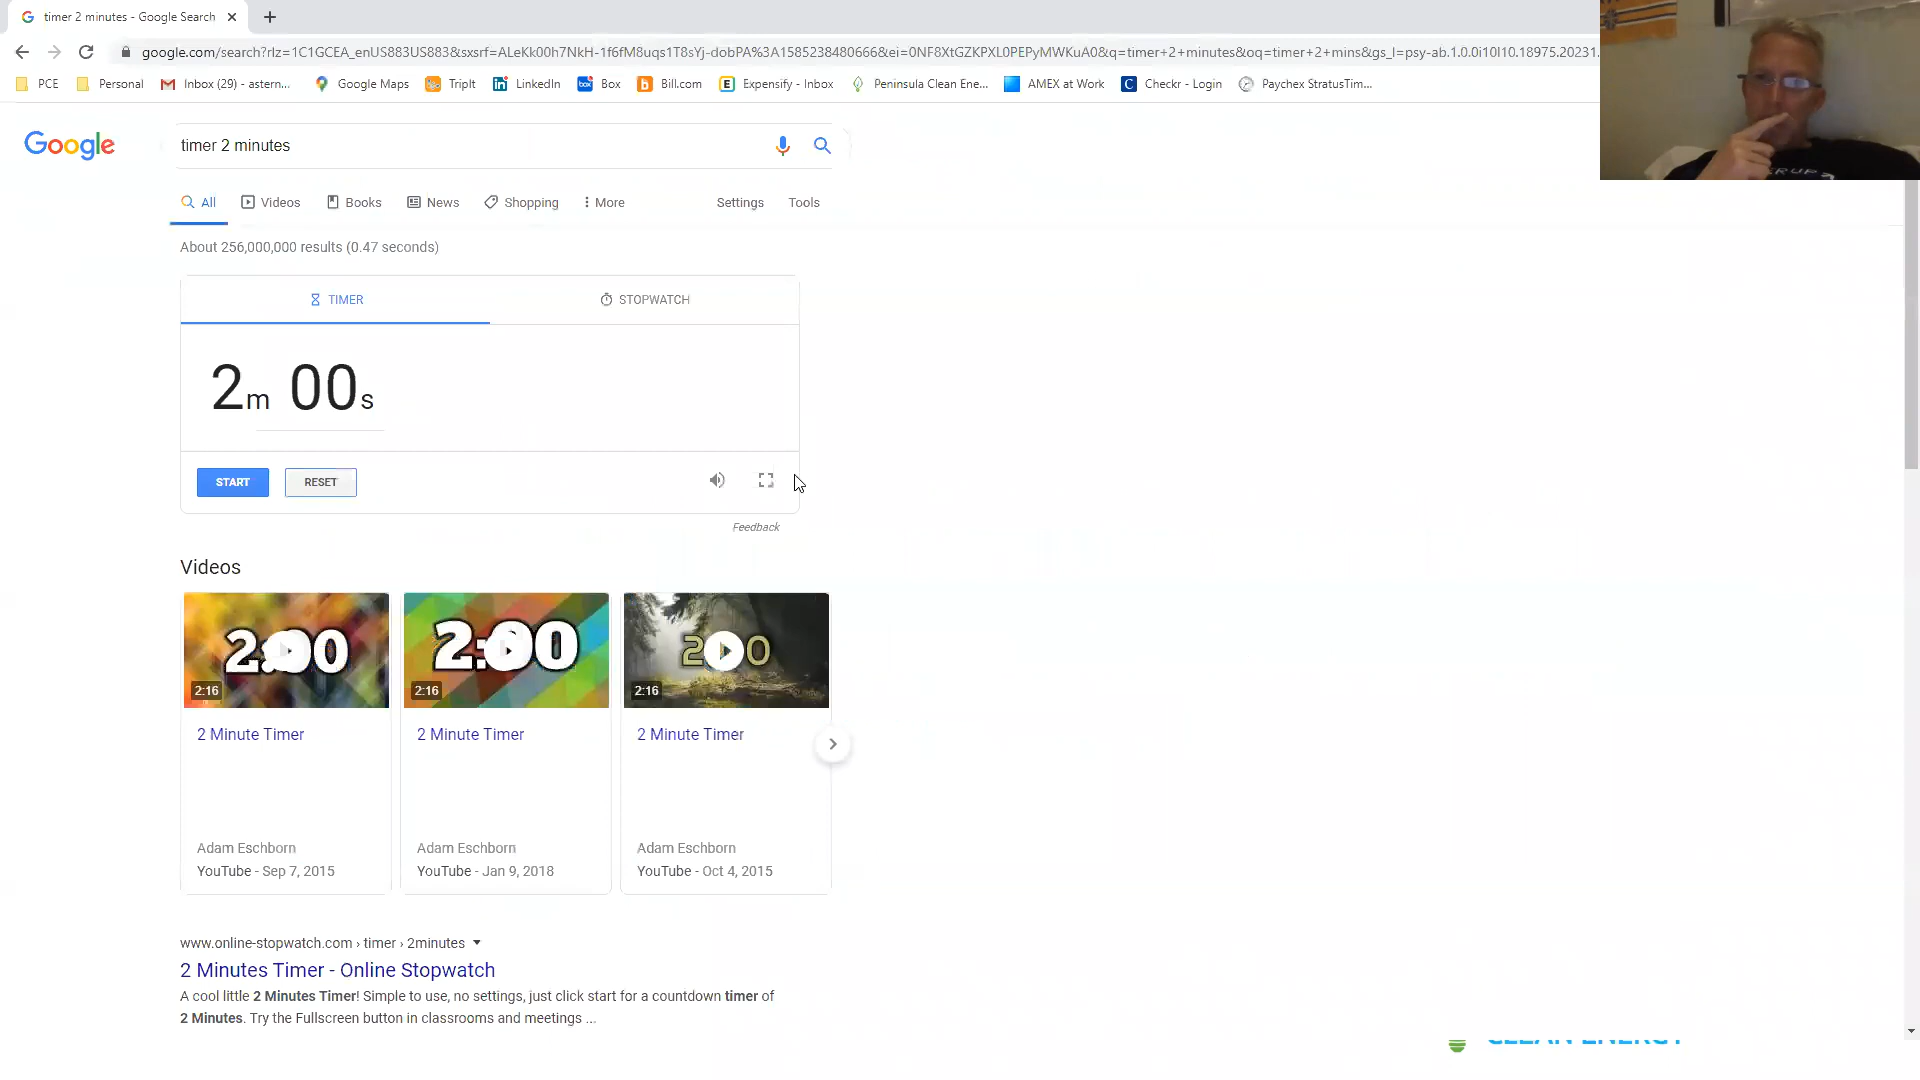 timer 2 minutes - Google Search
google.com/search?rlz=1C1GCEA_enUS883US883&sxsrf=ALeKk00h7NkH-1f6fM8uqs1T8sYj-dobPA%3A1585238480666&ei=0NF8XtGZKPXL0PEPyMWKuA0&q=timer+2+minutes&oq=timer+2+mins&gs_l=psy-ab.1.0.0i10l10.18975.20231.
PCE Personal Inbox (29) - astern... Google Maps TripIt LinkedIn Box Bill.com Expensify - Inbox Peninsula Clean Ene... AMEX at Work Checkr - Login Paychex StratusTim...
Google
timer 2 minutes
All Videos Books News Shopping More Settings Tools
About 256,000,000 results (0.47 seconds)
TIMER STOPWATCH
2m 00s
START RESET
Feedback
Videos
2:00 2:00
2:16 2:16 2:16
2 Minute Timer 2 Minute Timer 2 Minute Timer
Adam Eschborn Adam Eschborn Adam Eschborn
YouTube - Sep 7, 2015 YouTube - Jan 9, 2018 YouTube - Oct 4, 2015
www.online-stopwatch.com › timer › 2minutes
2 Minutes Timer - Online Stopwatch
A cool little 2 Minutes Timer! Simple to use, no settings, just click start for a countdown timer of
2 Minutes. Try the Fullscreen button in classrooms and meetings ...
CLEAN ENERGY